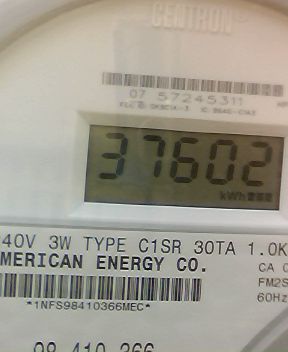 CENTRON®
07 57245311
37602
kWh
40V 3W TYPE C1SR 30TA 1.0K
MERICAN ENERGY CO.
CA 0
FM2S
60Hz
*1NFS98410366MEC*
98 410 366